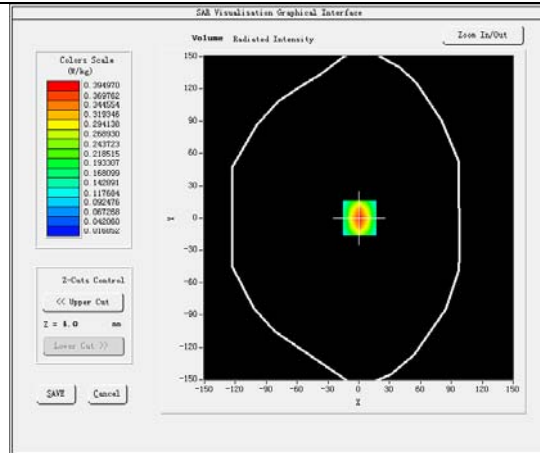 SAR Visualisation Graphical Interface
Volume Radiated Intensity
Zoom In/Out
Colors Scale
(W/kg)
0.394970
0.369762
0.344554
0.319346
0.294138
0.268930
0.243723
0.218515
0.193307
0.168099
0.142891
0.117684
0.092476
0.067268
0.042060
0.016852
150
120
90
60
30
0
-30
-60
-90
-120
-150
Y
-150 -120 -90 -60 -30 0 30 60 90 120 150
X
Z-Cuts Control
<< Upper Cut
Z = 4.0 mm
Lower Cut >>
SAVE Cancel